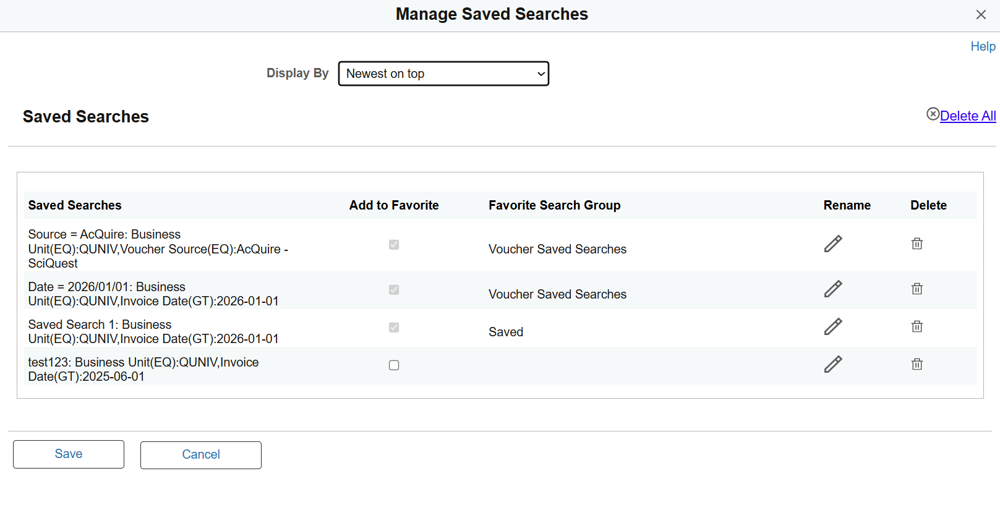 Manage Saved Searches
Help
Display By
Newest on top
Saved Searches
Delete All
Saved Searches
Add to Favorite
Favorite Search Group
Rename
Delete
Source = AcQuire: Business
Unit(EQ):QUNIV,Voucher Source(EQ):AcQuire -
SciQuest
Voucher Saved Searches
Date = 2026/01/01: Business
Unit(EQ):QUNIV,Invoice Date(GT):2026-01-01
Voucher Saved Searches
Saved Search 1: Business
Unit(EQ):QUNIV,Invoice Date(GT):2026-01-01
Saved
test123: Business Unit(EQ):QUNIV,Invoice
Date(GT):2025-06-01
Save
Cancel